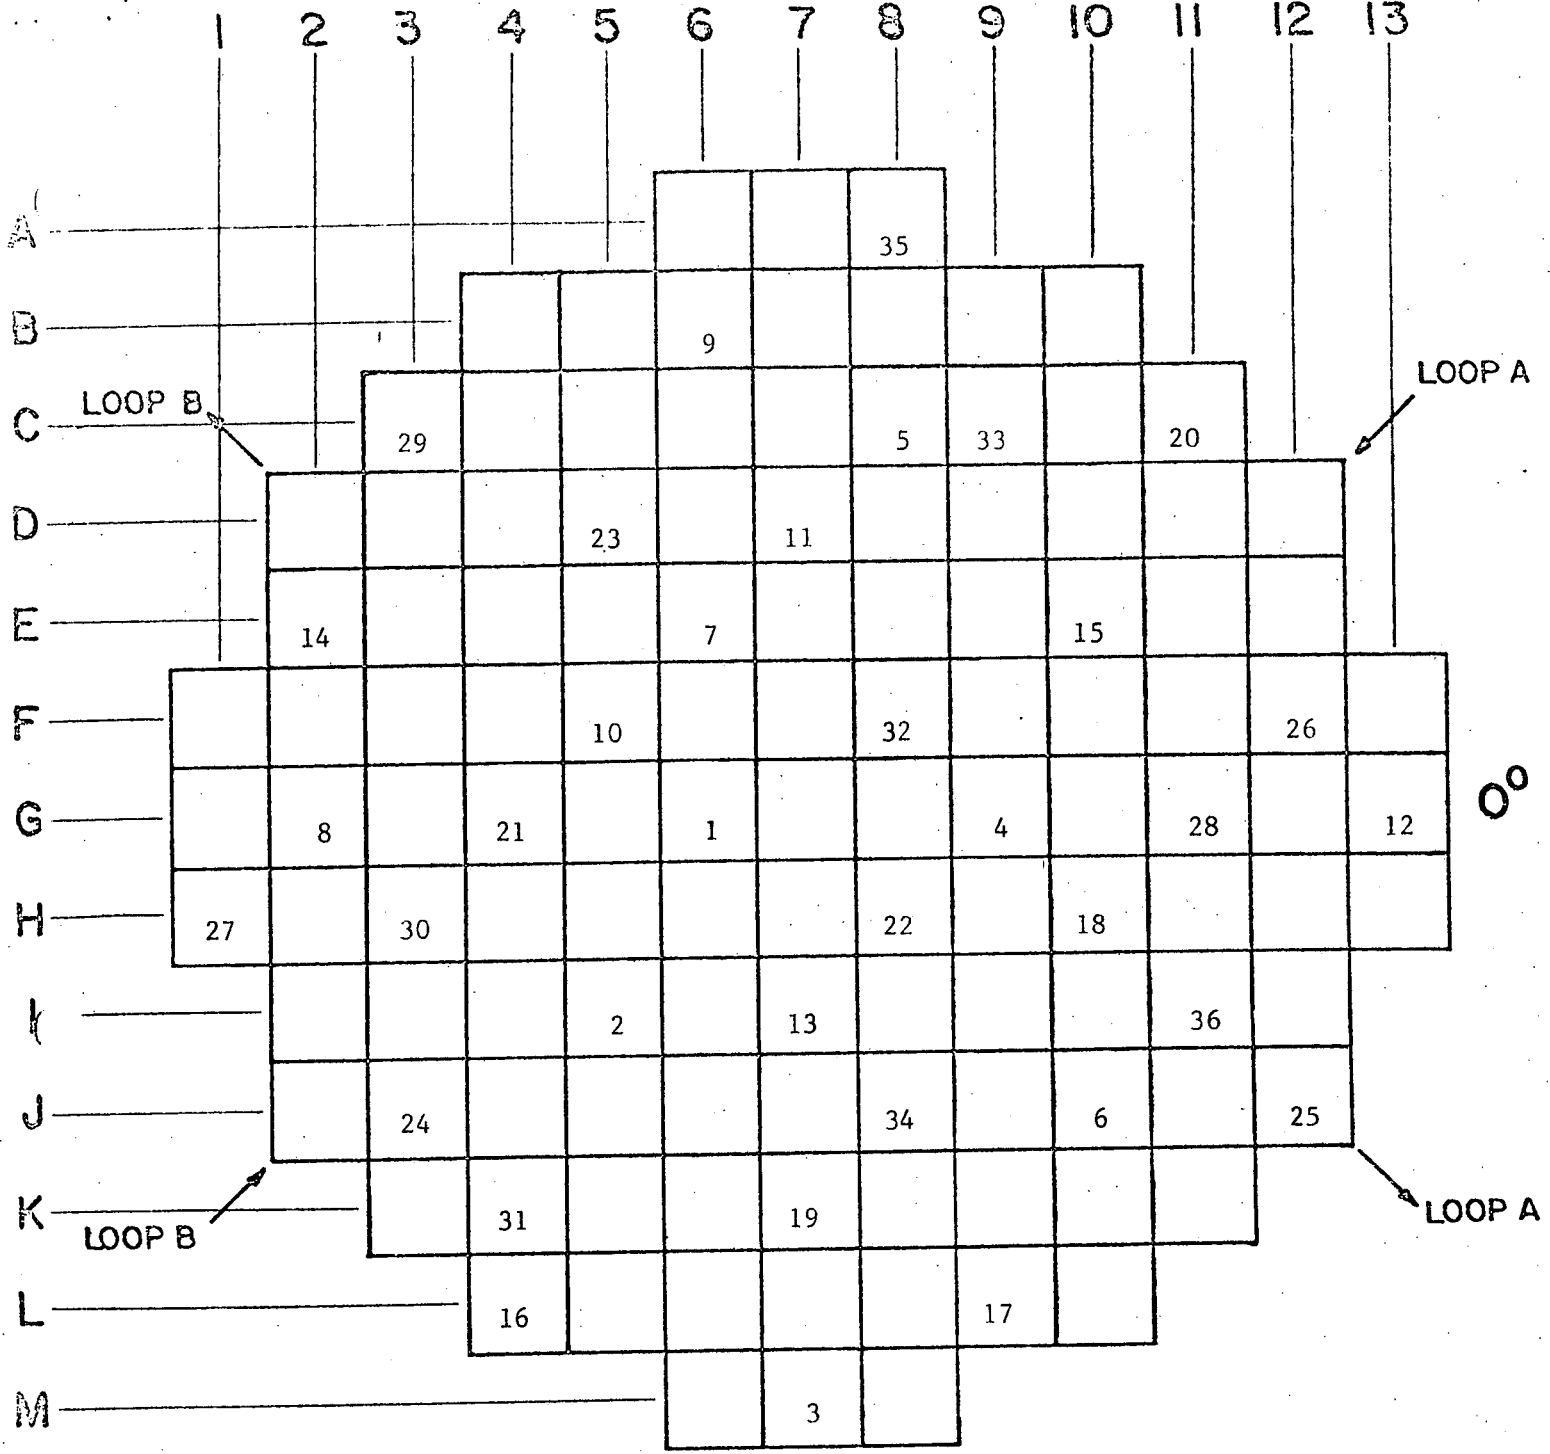 1 2 3 4 5 6 7 8 9 10 11 12 13
A 35
B 9
LOOP A
LOOP B
C 29 5 33 20
D 23 11
E 14 7 15
F 10 32 26
G 8 21 1 4 28 12 0°
H 27 30 22 18
I 2 13 36
J 24 34 6 25
K 31 19
LOOP B LOOP A
L 16 17
M 3